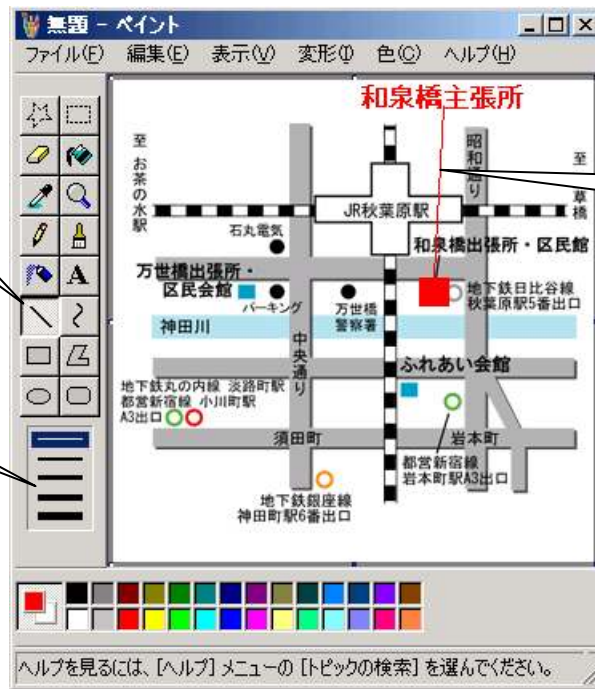 無題 - ペイント
ファイル(F) 編集(E) 表示(V) 変形(I) 色(C) ヘルプ(H)
A
和泉橋主張所
至 お茶の水駅
昭和通り
至
草橋
JR秋葉原駅
石丸電気
和泉橋出張所・区民館
万世橋出張所・
区民会館
パーキング
万世橋
警察署
地下鉄日比谷線
秋葉原駅5番出口
神田川
中央通り
ふれあい会館
地下鉄丸の内線 淡路町駅
都営新宿線 小川町駅
A3出口
須田町
岩本町
都営新宿線
岩本町駅A3出口
地下鉄銀座線
神田町駅6番出口
ヘルプを見るには、[ヘルプ] メニューの [トピックの検索] を選んでください。